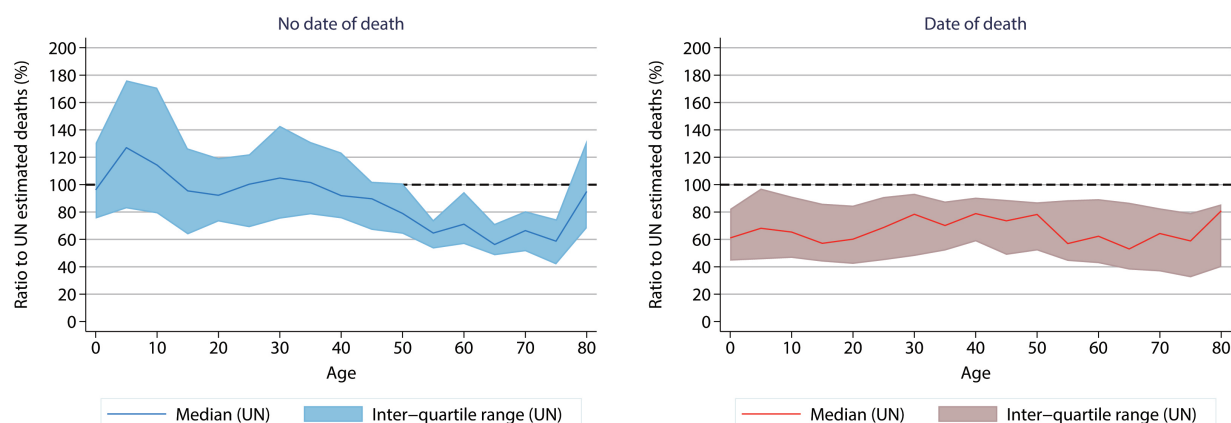 No date of death
Ratio to UN estimated deaths (%)
200
180
160
140
120
100
80
60
40
20
0
0 10 20 30 40 50 60 70 80
Age
Median (UN) Inter−quartile range (UN)
Date of death
Ratio to UN estimated deaths (%)
200
180
160
140
120
100
80
60
40
20
0
0 10 20 30 40 50 60 70 80
Age
Median (UN) Inter−quartile range (UN)